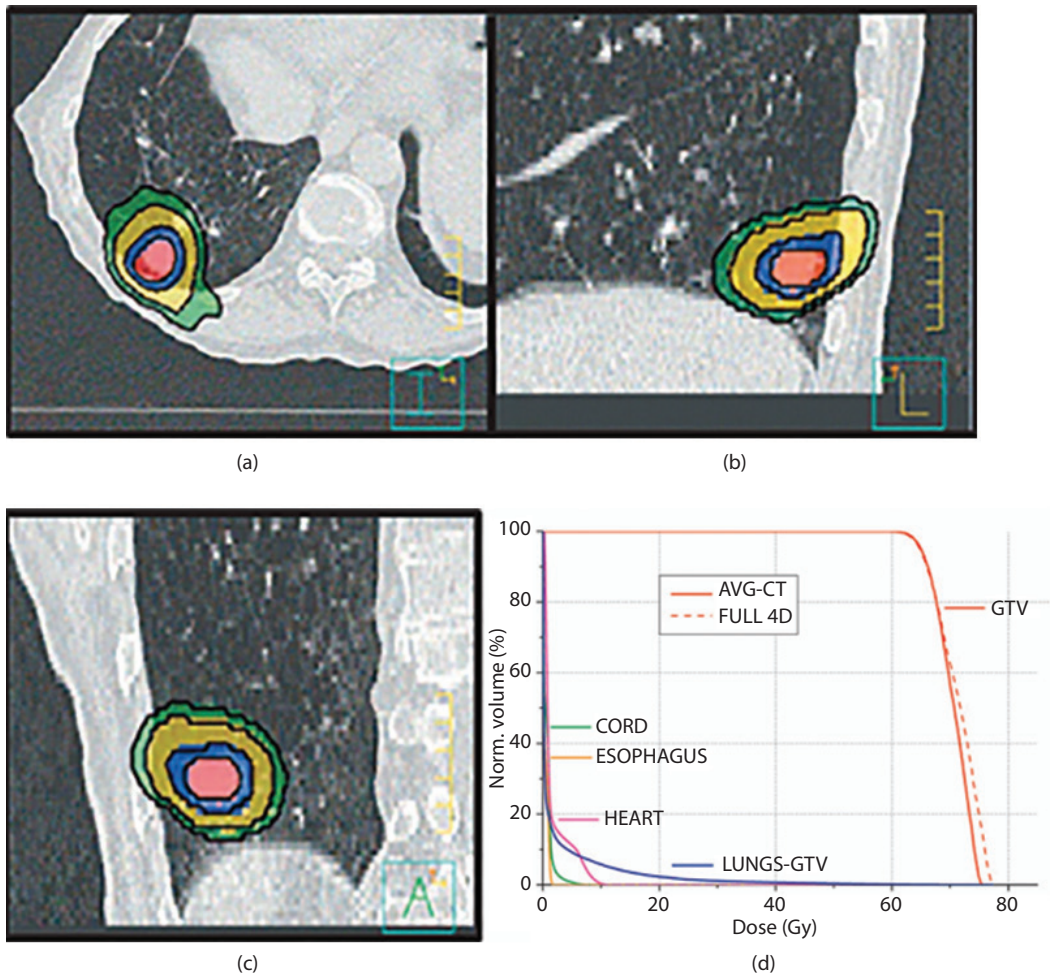 (a)
(b)
L
A
(c)
100
80
60
40
20
0
Norm. volume (%)
AVG-CT
FULL 4D
GTV
CORD
ESOPHAGUS
HEART
LUNGS-GTV
0
20
40
60
80
Dose (Gy)
(d)